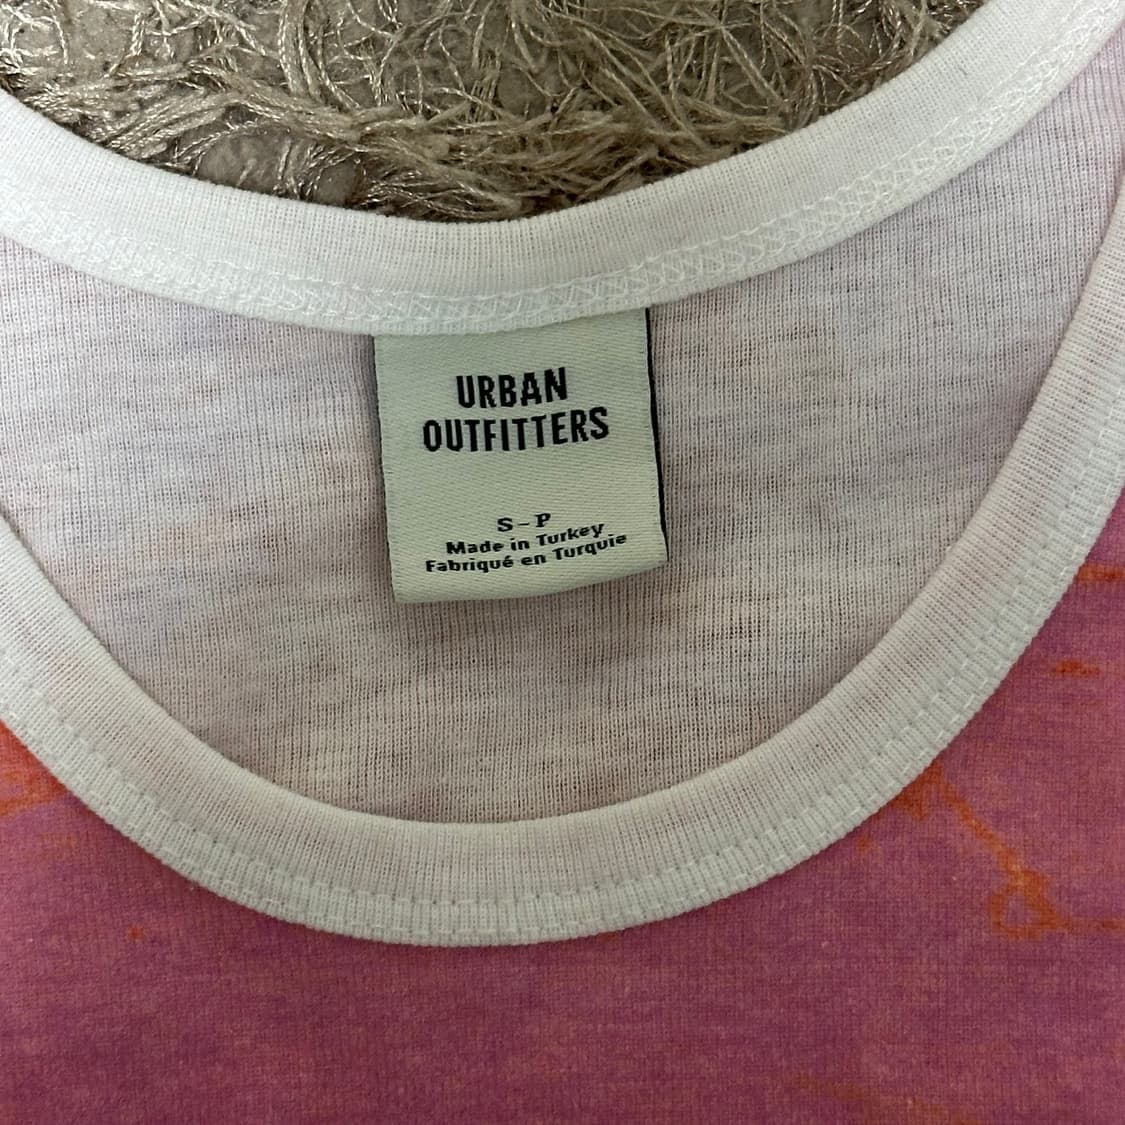 URBAN
OUTFITTERS
S-P
Made in Turkey
Fabriqué en Turquie